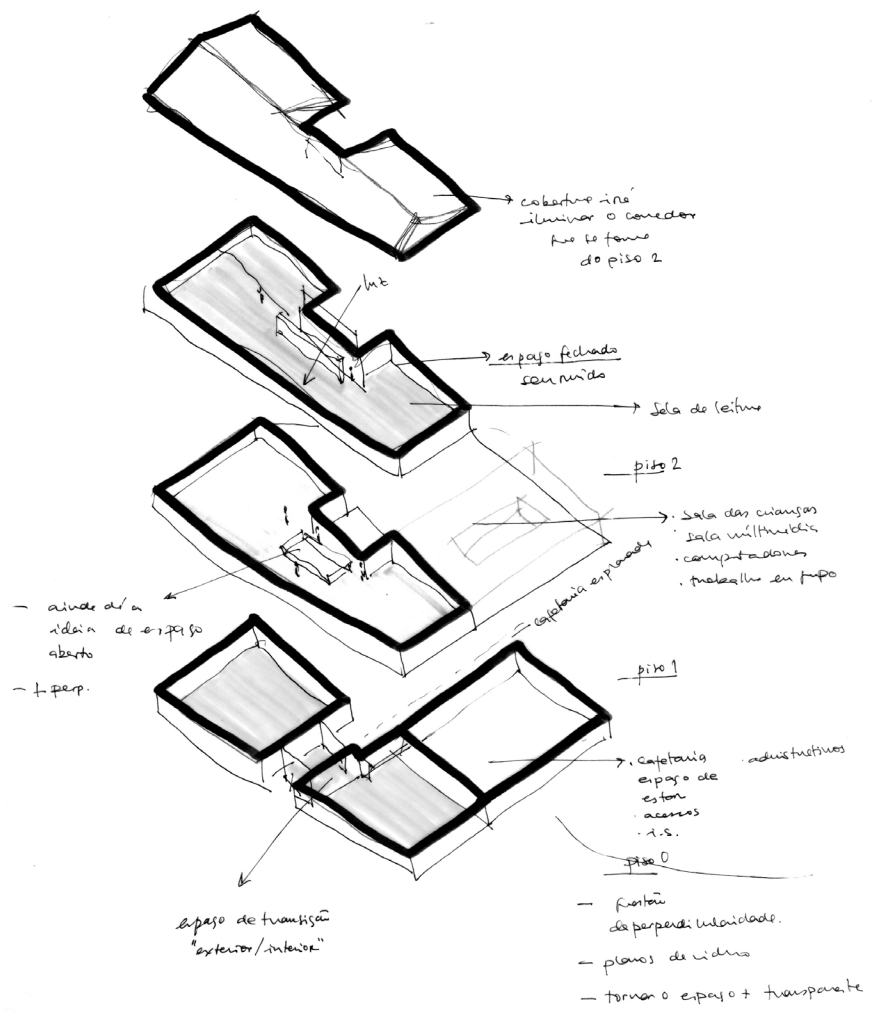 cobertura irá
iluminar o corredor
que se forma
do piso 2
luz
espaço fechado
sem ruído
Sala de leitura
piso 2
. Sala das crianças
. Sala multimédia
. computadores
. trabalho em grupo
cafetaria esplanada
– ainda dá a
ideia de espaço
aberto
– + perp.
piso 1
. cafetaria
espaço de
estar
. acessos
. i.s.
. administrativos
piso 0
espaço de transição
"exterior/interior"
– questão
de perpendicularidade.
– planos de vidro
– tornar o espaço + transparente